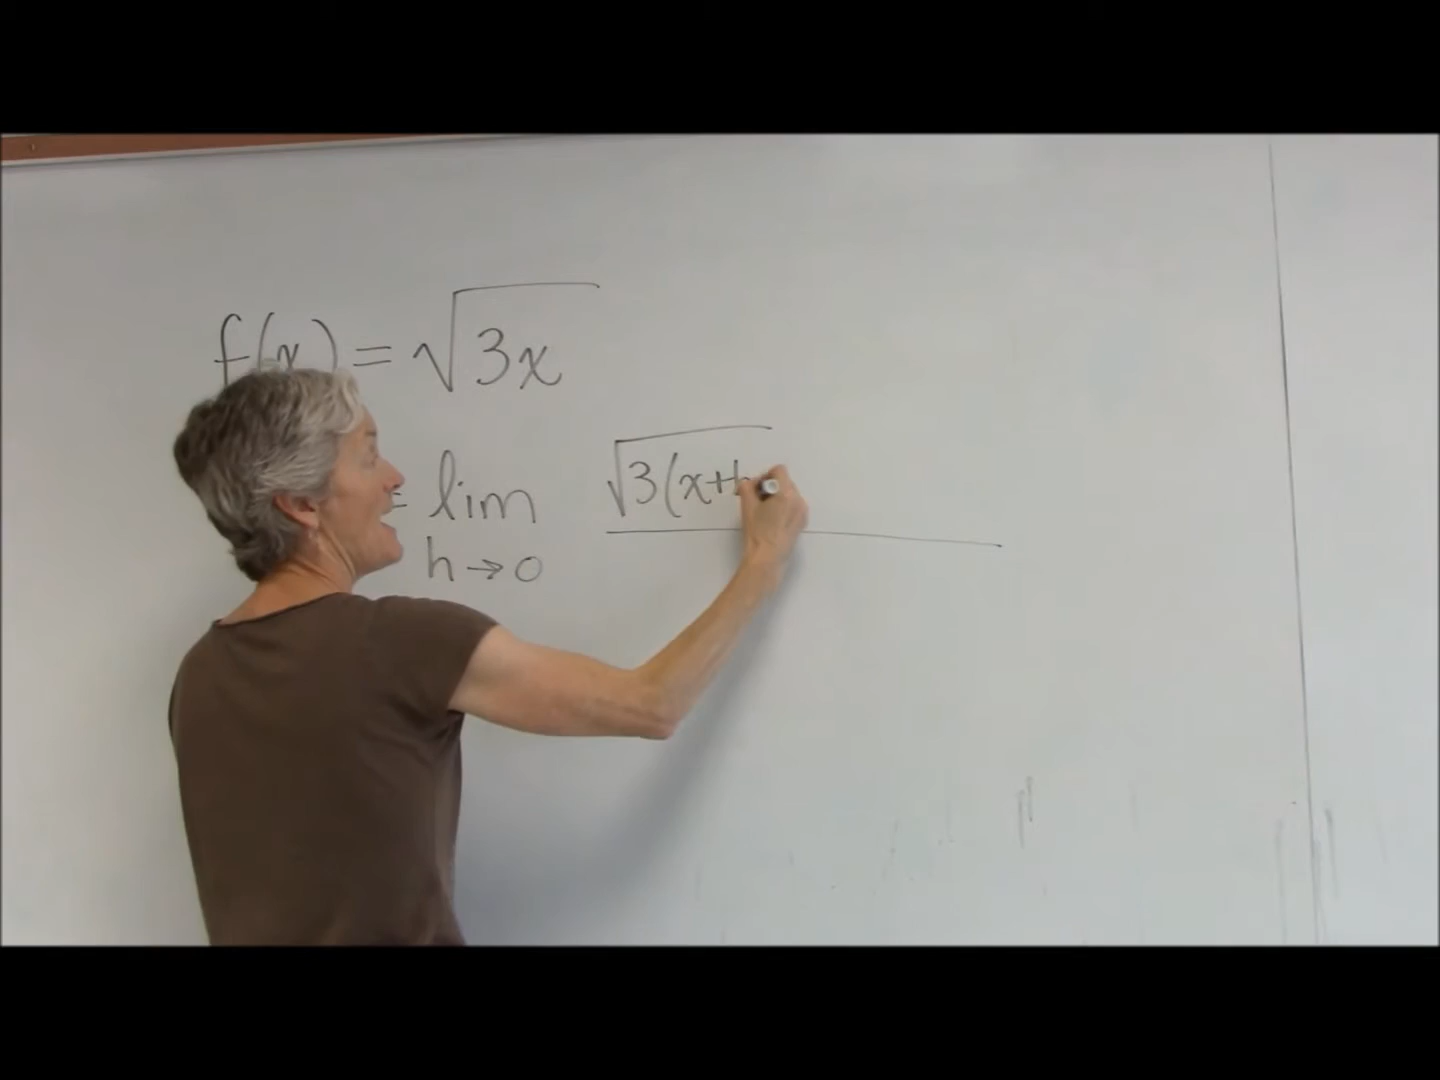 f(x) = √3x
= lim √3(x+h
h→0